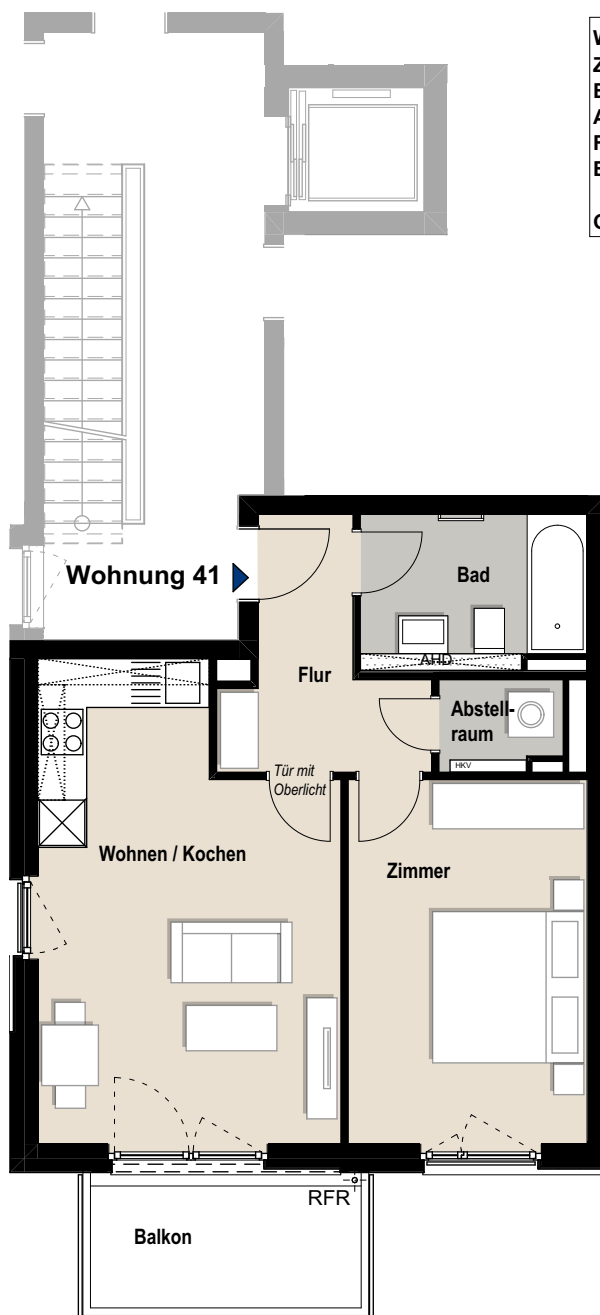 Wohnung 41
Bad
AHD
Flur
Abstell-
raum
HKV
Tür mit
Oberlicht
Wohnen / Kochen
Zimmer
RFR
Balkon